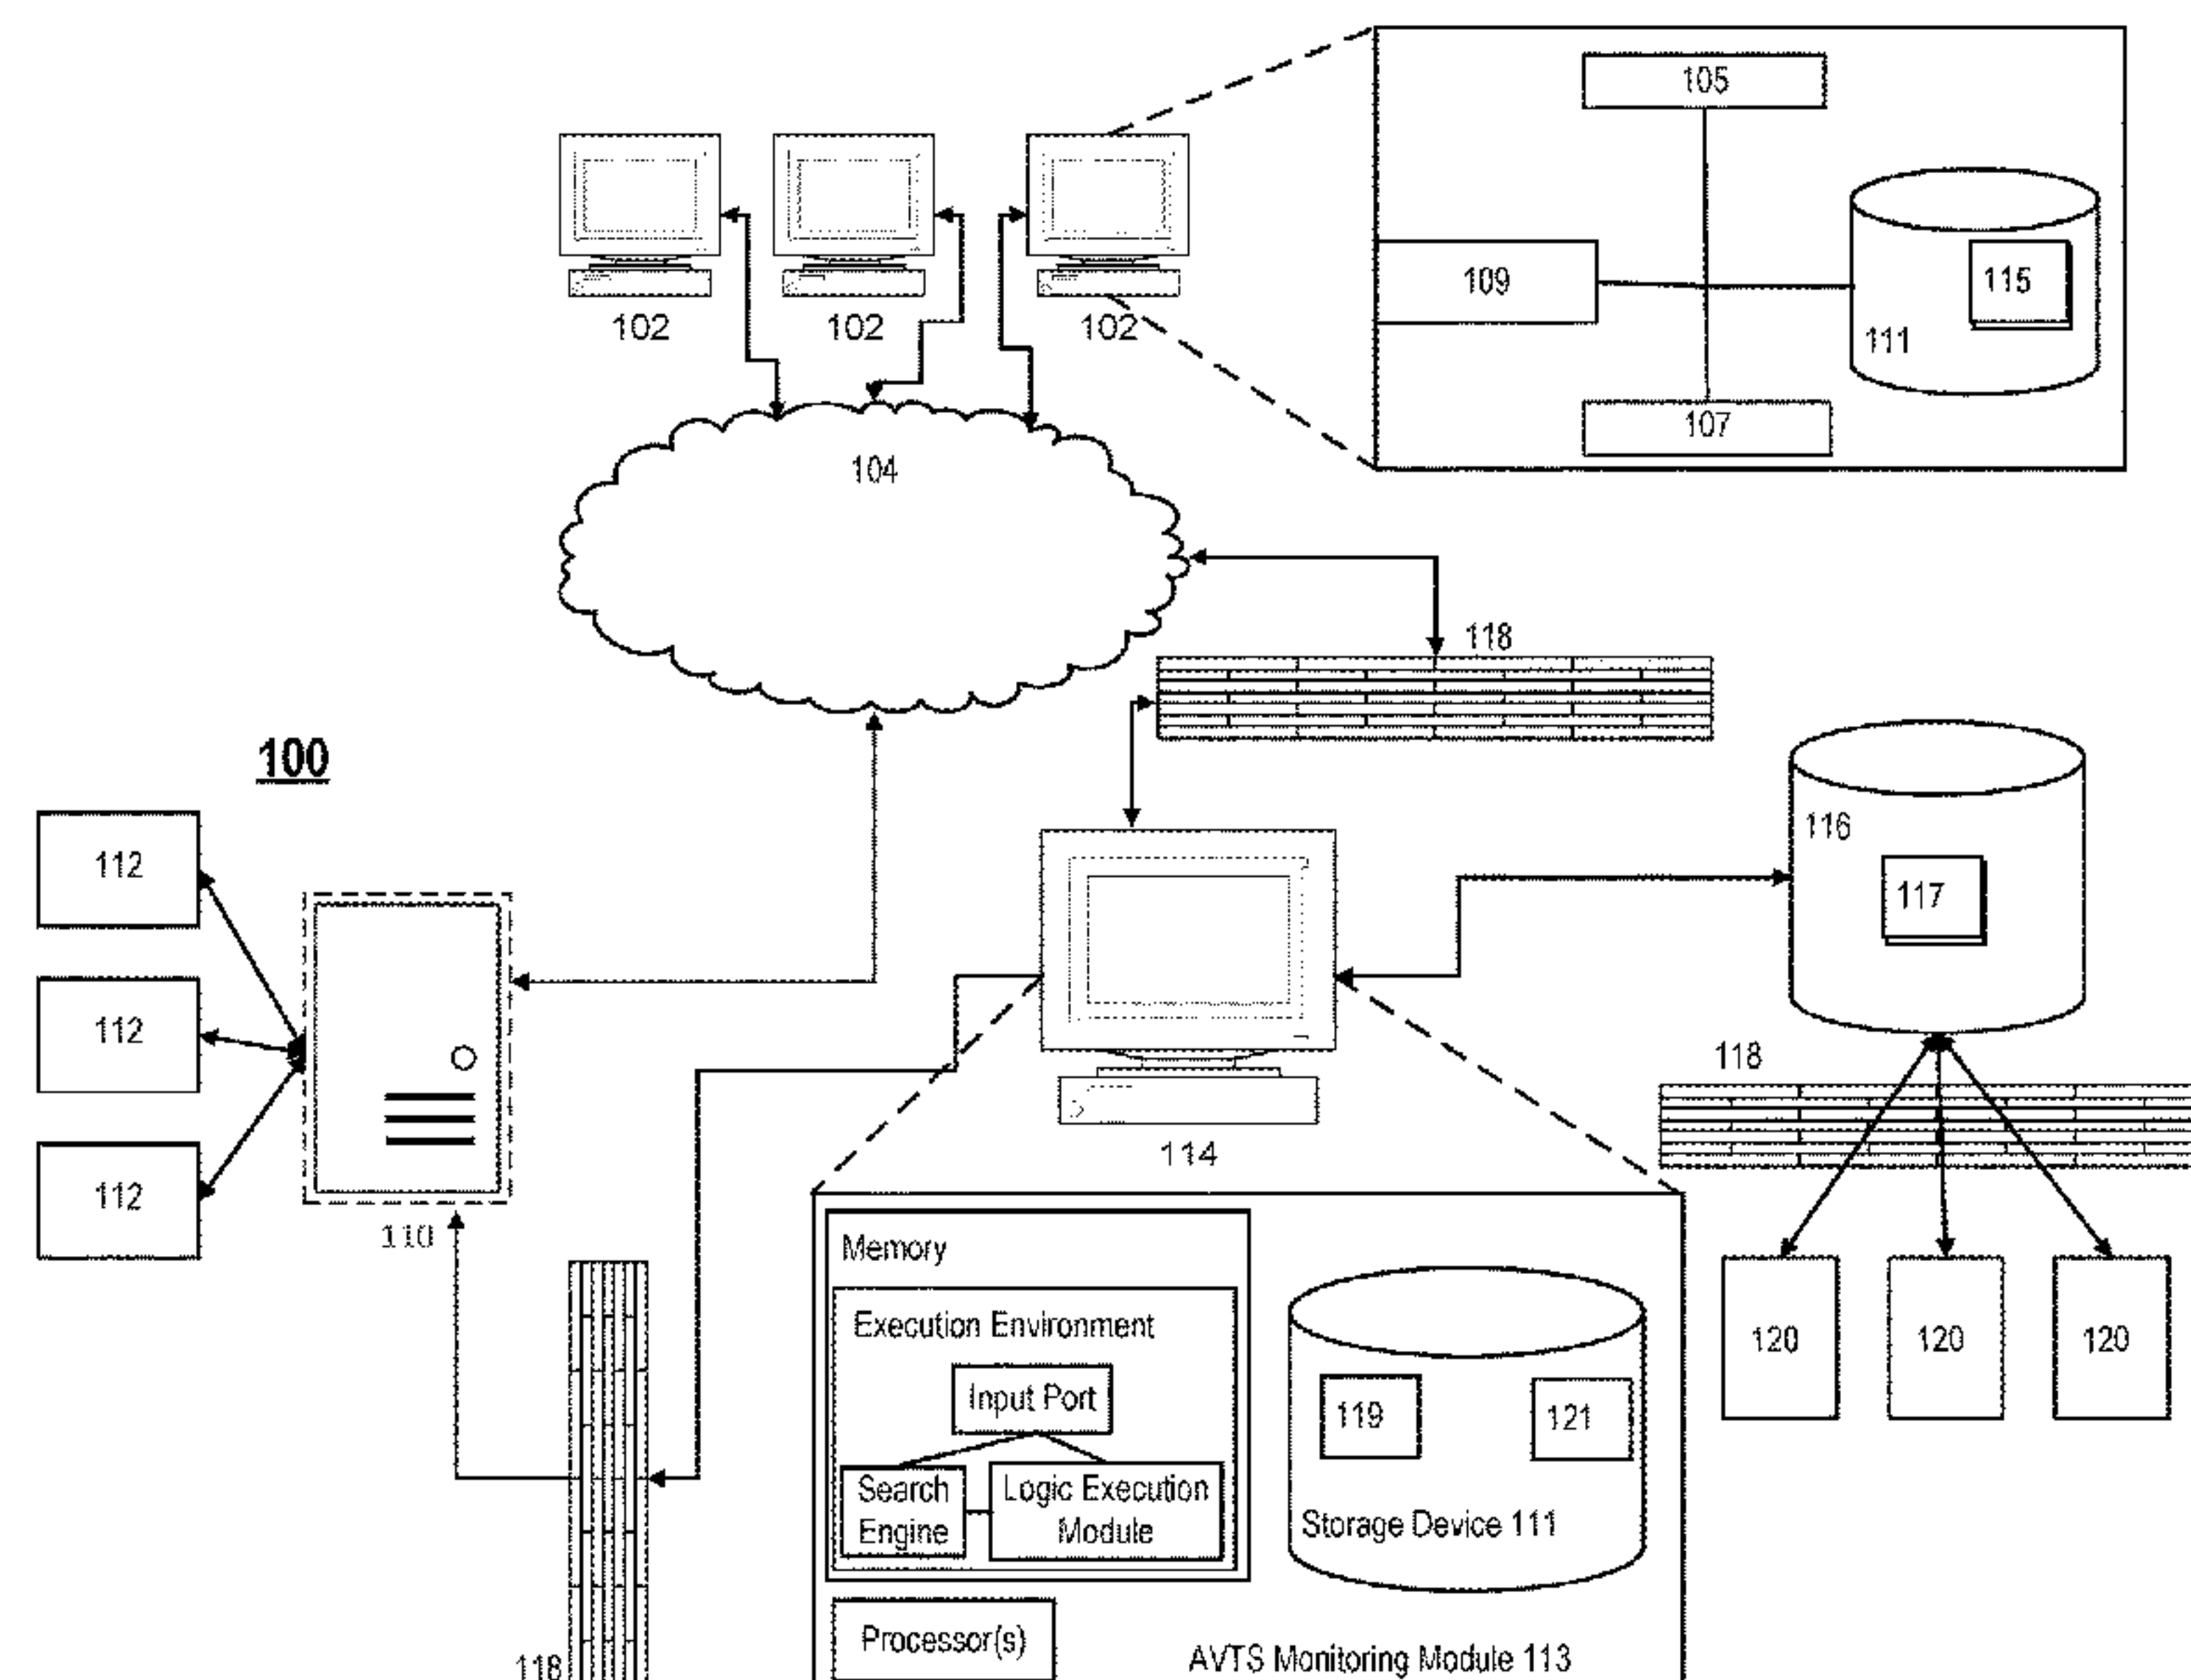 105
109
115
111
107
102
102
102
104
118
100
116
117
112
112
112
110
114
118
120
120
120
Memory
Execution Environment
Input Port
Search
Engine
Logic Execution
Module
119
121
Storage Device 111
Processor(s)
AVTS Monitoring Module 113
118